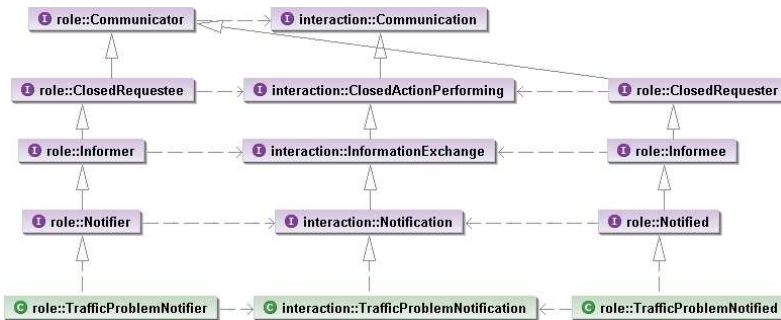 I role::Communicator
I interaction::Communication
I role::ClosedRequestee
I interaction::ClosedActionPerforming
I role::ClosedRequester
I role::Informer
I interaction::InformationExchange
I role::Informee
I role::Notifier
I interaction::Notification
I role::Notified
C role::TrafficProblemNotifier
C interaction::TrafficProblemNotification
C role::TrafficProblemNotified